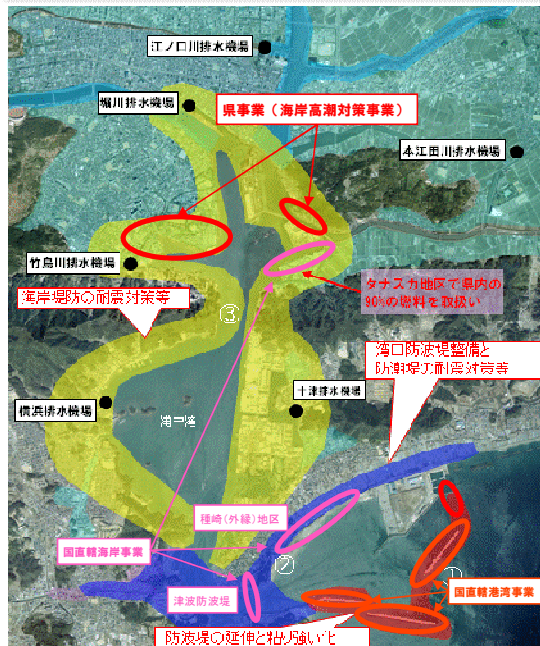 江ノ口川排水機場
堀川排水機場
県事業(海岸高潮対策事業)
本江田川排水機場
竹島川排水機場
海岸堤防の耐震対策等
タナスカ地区で県内の
90%の燃料を取扱い
③
湾口防波堤整備と
防潮堤の耐震対策等
十津排水機場
横浜排水機場
浦戸湾
種崎(外縁)地区
国直轄海岸事業
②
①
津波防波堤
国直轄港湾事業
防波堤の延伸と粘り強い化